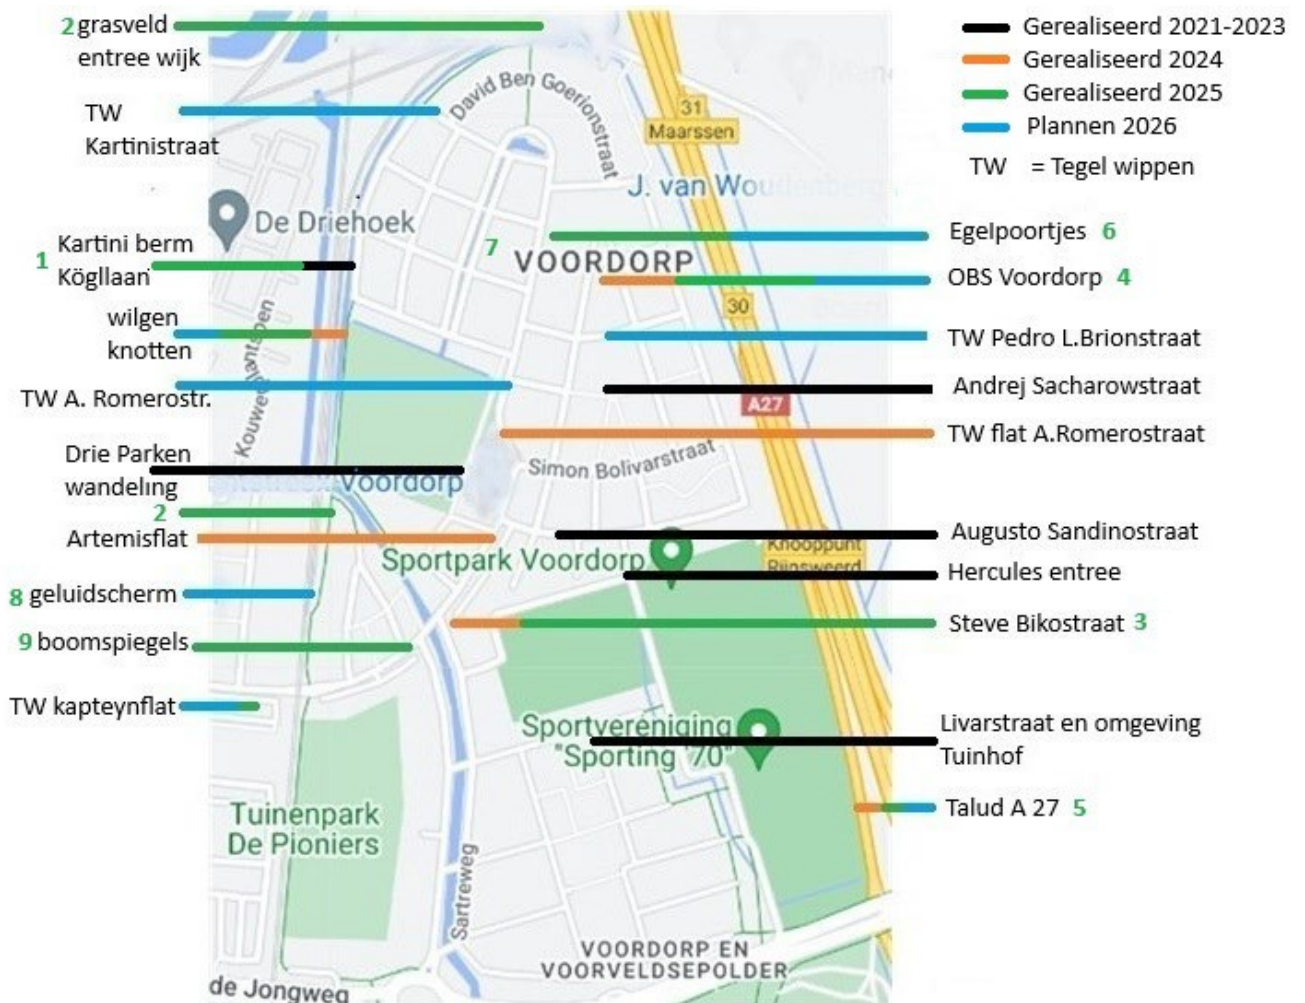 2 grasveld
entree wijk
TW
Kartinistraat
De Driehoek
Kartini berm
1
Kögllaan
wilgen
knotten
TW A. Romerostr.
Drie Parken
wandeling
2
Artemisflat
8 geluidscherm
9 boomspiegels
TW kapteynflat
David Ben Goerionstraat
31
Maarssen
J. van Woudenberg
7
VOORDORP
30
A27
Simon Bolivarstraat
Voordorp
Sportpark Voordorp
Knooppunt
Rijnsweerd
Sportvereniging
"Sporting '70"
Tuinenpark
De Pioniers
Sartreweg
VOORDORP EN
VOORVELDSEPOLDER
de Jongweg
Gerealiseerd 2021-2023
Gerealiseerd 2024
Gerealiseerd 2025
Plannen 2026
TW = Tegel wippen
Egelpoortjes 6
OBS Voordorp 4
TW Pedro L.Brionstraat
Andrej Sacharowstraat
TW flat A.Romerostraat
Augusto Sandinostraat
Hercules entree
Steve Bikostraat 3
Livarstraat en omgeving
Tuinhof
Talud A 27 5